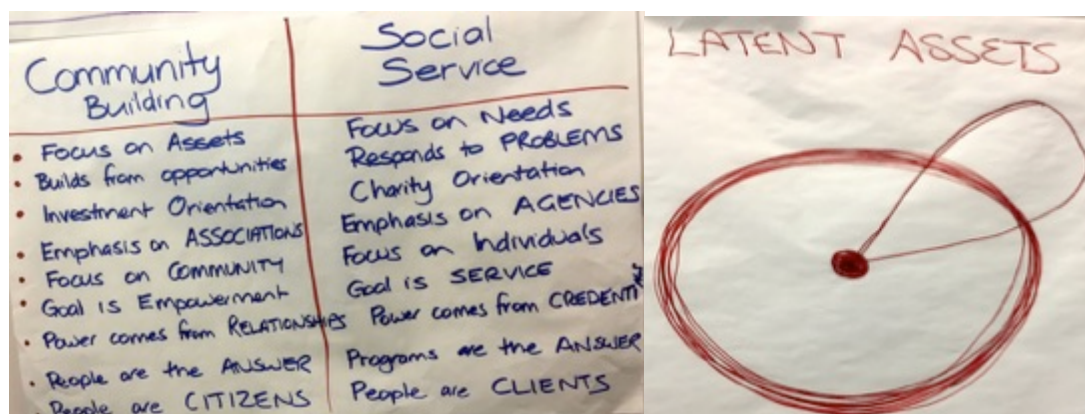 Community
Building
• Focus on Assets
• Builds from opportunities
• Investment Orientation
• Emphasis on ASSOCIATIONS
• Focus on COMMUNITY
• Goal is Empowerment
• Power comes from RELATIONSHIPS
• People are the ANSWER
• People are CITIZENS
Social
Service
Focus on Needs
Responds to PROBLEMS
Charity Orientation
Emphasis on AGENCIES
Focus on Individuals
Goal is SERVICE
Power comes from
Programs are the ANSWER
People are CLIENTS
LATENT ASSETS